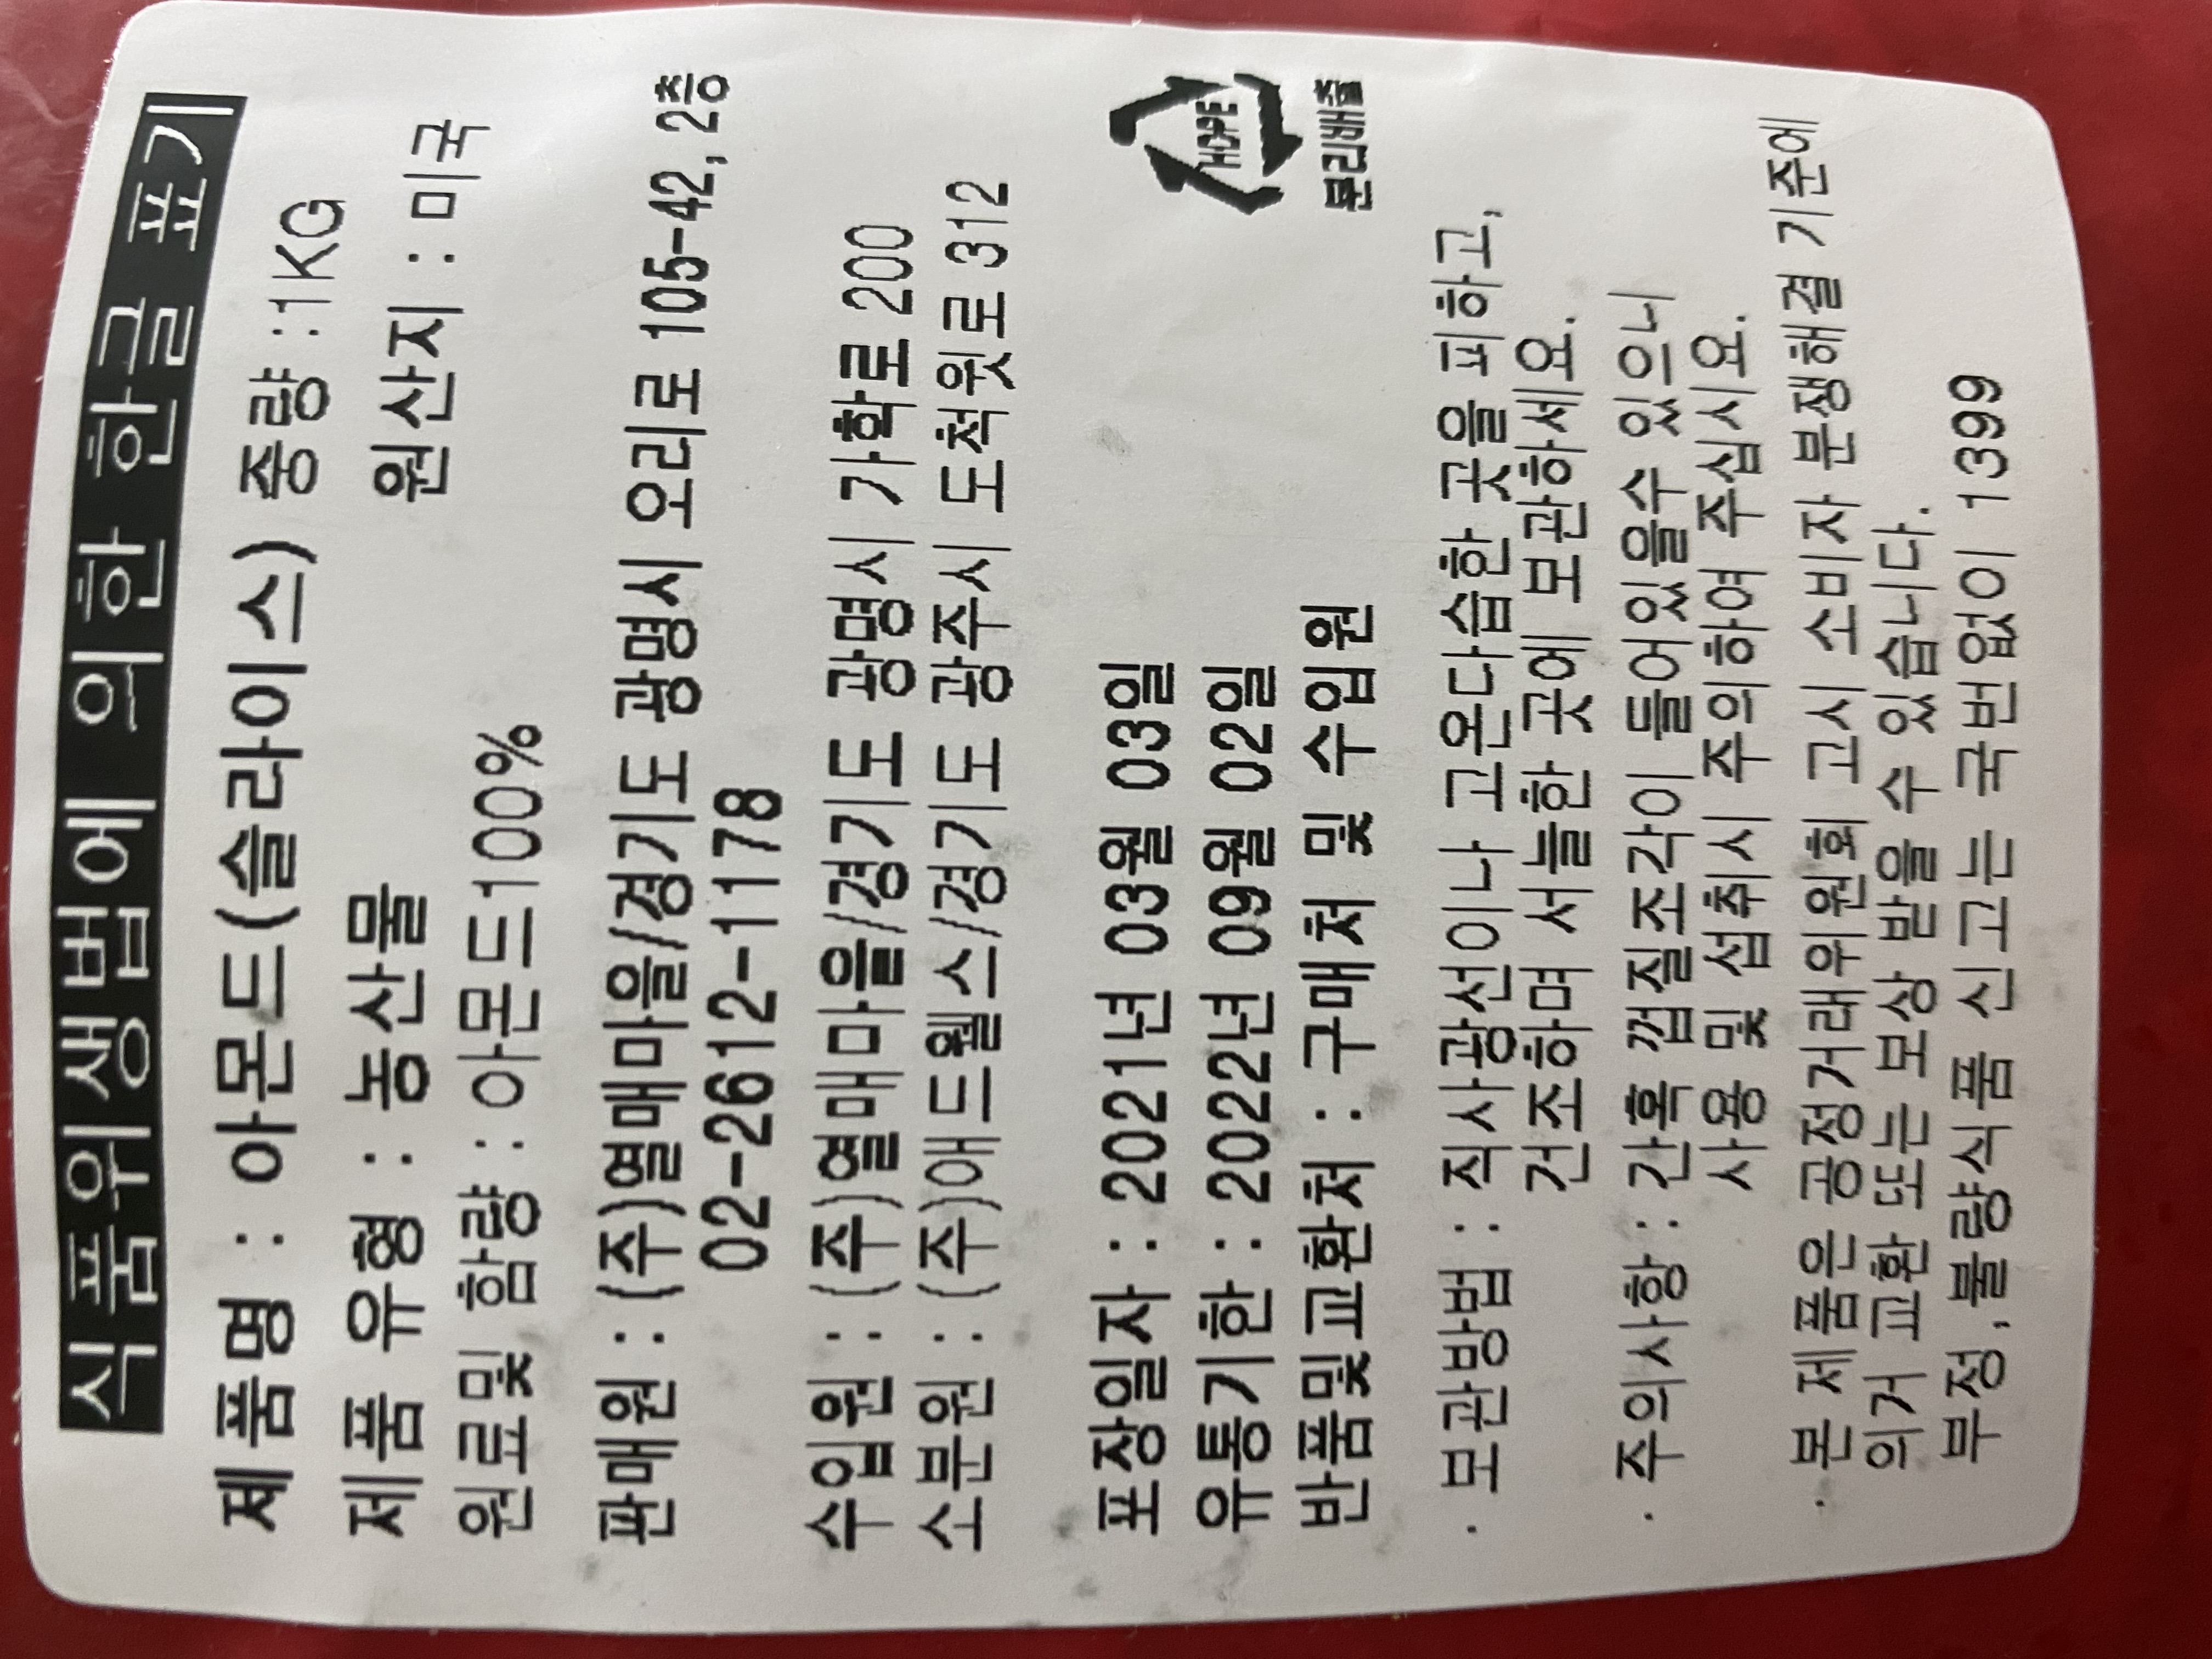 식품위생법에 의한 한글 표기
제품명 : 아몬드(슬라이스) 중량 :1KG
제품 유형 : 농산물 원산지 : 미국
원료및 함량 : 아몬드100%
판매원 : (주)열매마을/경기도 광명시 오리로 105-42, 2층
02-2612-1178
수입원 : (주)열매마을/경기도 광명시 가학로 200
소분원 : (주)애드웰스/경기도 광주시 도척윗로 312
포장일자 : 2021년 03월 03일
유통기한 : 2022년 09월 02일
HDPE
반품및교환처 : 구매처 및 수입원
분리배출
· 보관방법 : 직사광선이나 고온다습한 곳을 피하고,
건조하며 서늘한 곳에 보관하세요.
· 주의사항 : 간혹 껍질조각이 들어있을수 있으니
사용 및 섭취시 주의하여 주십시요.
· 본 제품은 공정거래위원회 고시 소비자 분쟁해결 기준에
의거 교환 또는 보상 받을 수 있습니다.
부정,불량식품 신고는 국번없이 1399